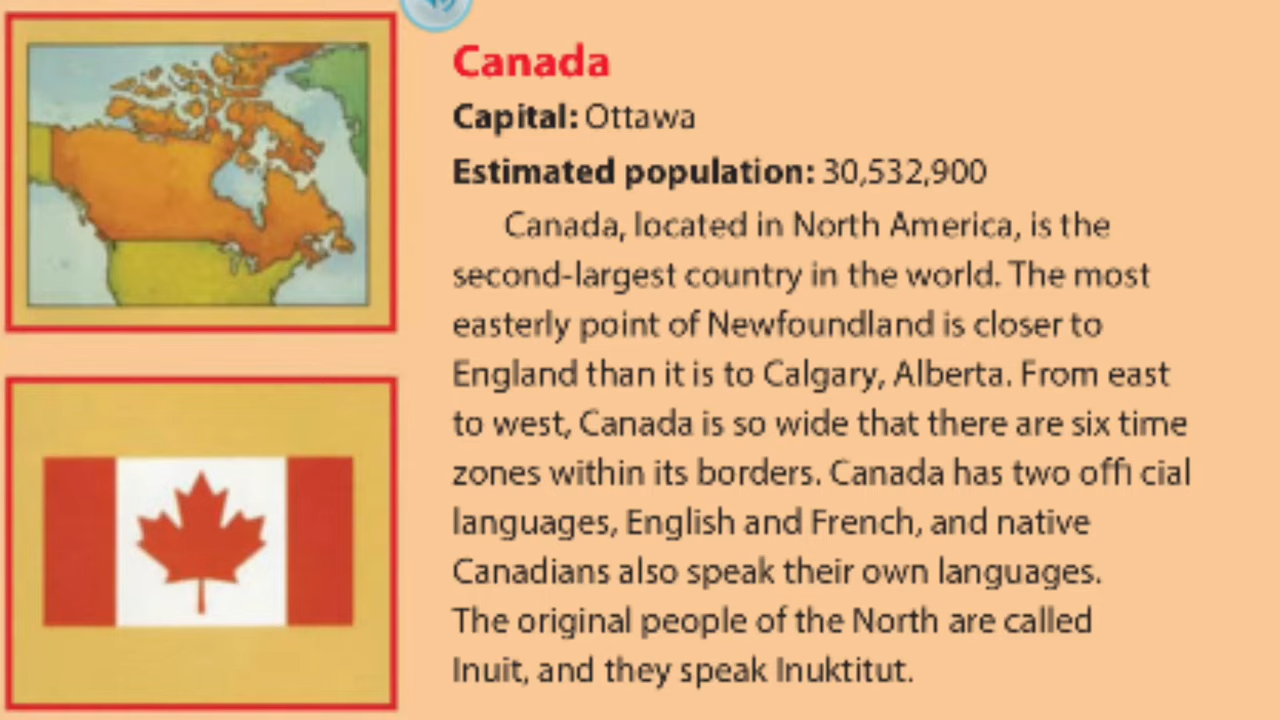 Canada
Capital: Ottawa
Estimated population: 30,532,900
Canada, located in North America, is the
second-largest country in the world. The most
easterly point of Newfoundland is closer to
England than it is to Calgary, Alberta. From east
to west, Canada is so wide that there are six time
zones within its borders. Canada has two offi cial
languages, English and French, and native
Canadians also speak their own languages.
The original people of the North are called
Inuit, and they speak Inuktitut.